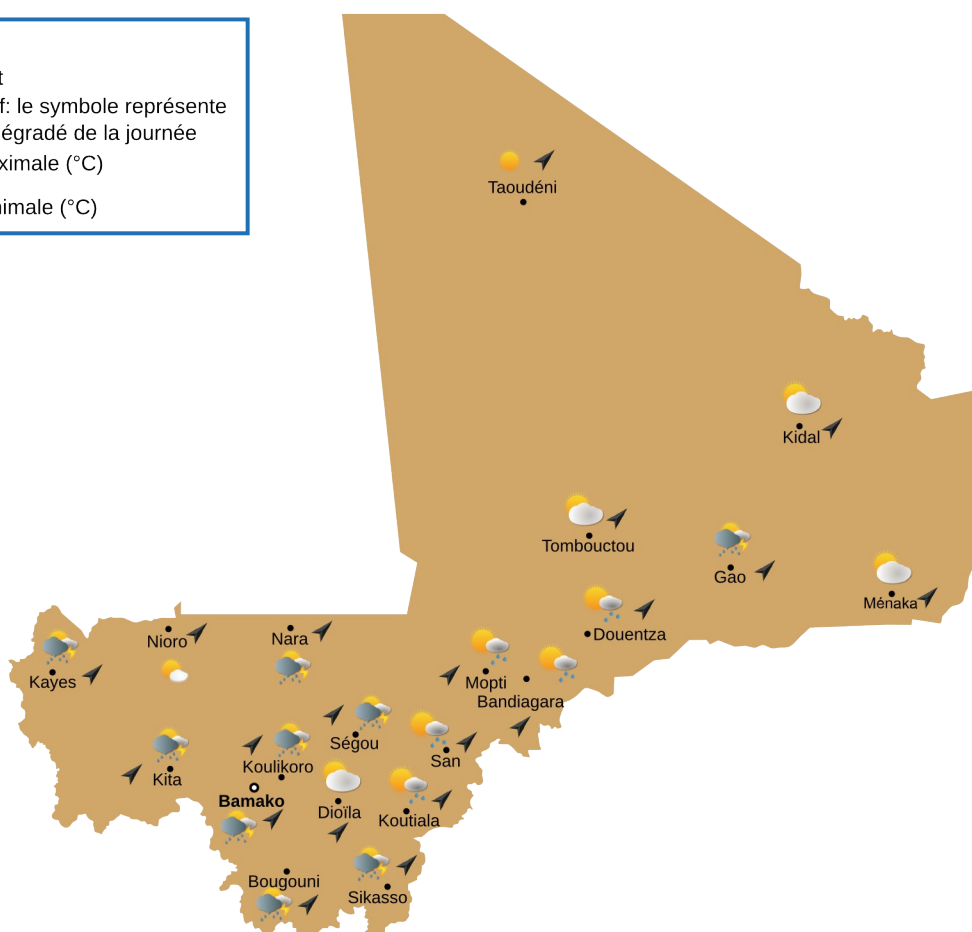 t
f: le symbole représente
égradé de la journée
ximale (°C)
nimale (°C)
Taoudéni
Kidal
Tombouctou
Gao
Ménaka
Douentza
Nioro
Nara
Kayes
Mopti
Bandiagara
Ségou
San
Koulikoro
Kita
Bamako
Dioïla
Koutiala
Bougouni
Sikasso